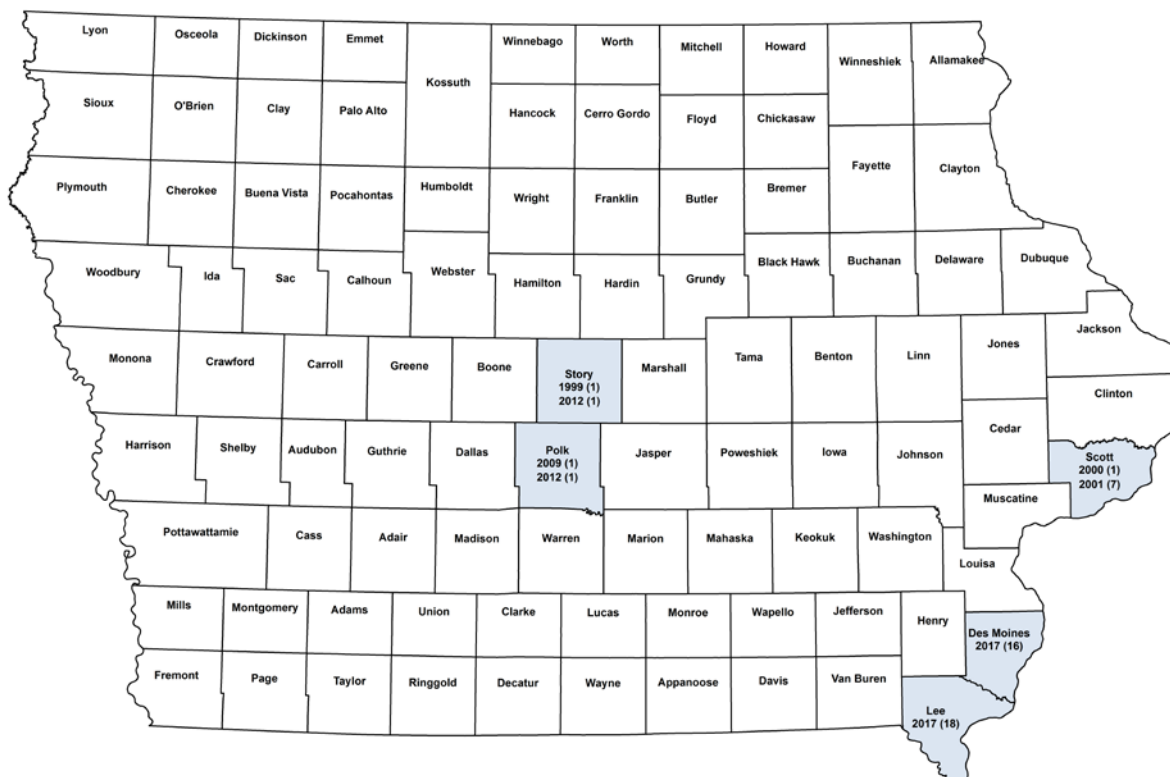 Lyon
Osceola
Dickinson
Emmet
Kossuth
Winnebago
Worth
Mitchell
Howard
Winneshiek
Allamakee
Sioux
O'Brien
Clay
Palo Alto
Hancock
Cerro Gordo
Floyd
Chickasaw
Fayette
Clayton
Plymouth
Cherokee
Buena Vista
Pocahontas
Humboldt
Wright
Franklin
Butler
Bremer
Woodbury
Ida
Sac
Calhoun
Webster
Hamilton
Hardin
Grundy
Black Hawk
Buchanan
Delaware
Dubuque
Monona
Crawford
Carroll
Greene
Boone
Story
1999 (1)
2012 (1)
Marshall
Tama
Benton
Linn
Jones
Jackson
Clinton
Harrison
Shelby
Audubon
Guthrie
Dallas
Polk
2009 (1)
2012 (1)
Jasper
Poweshiek
Iowa
Johnson
Cedar
Scott
2000 (1)
2001 (7)
Muscatine
Pottawattamie
Cass
Adair
Madison
Warren
Marion
Mahaska
Keokuk
Washington
Louisa
Mills
Montgomery
Adams
Union
Clarke
Lucas
Monroe
Wapello
Jefferson
Henry
Des Moines
2017 (16)
Fremont
Page
Taylor
Ringgold
Decatur
Wayne
Appanoose
Davis
Van Buren
Lee
2017 (18)